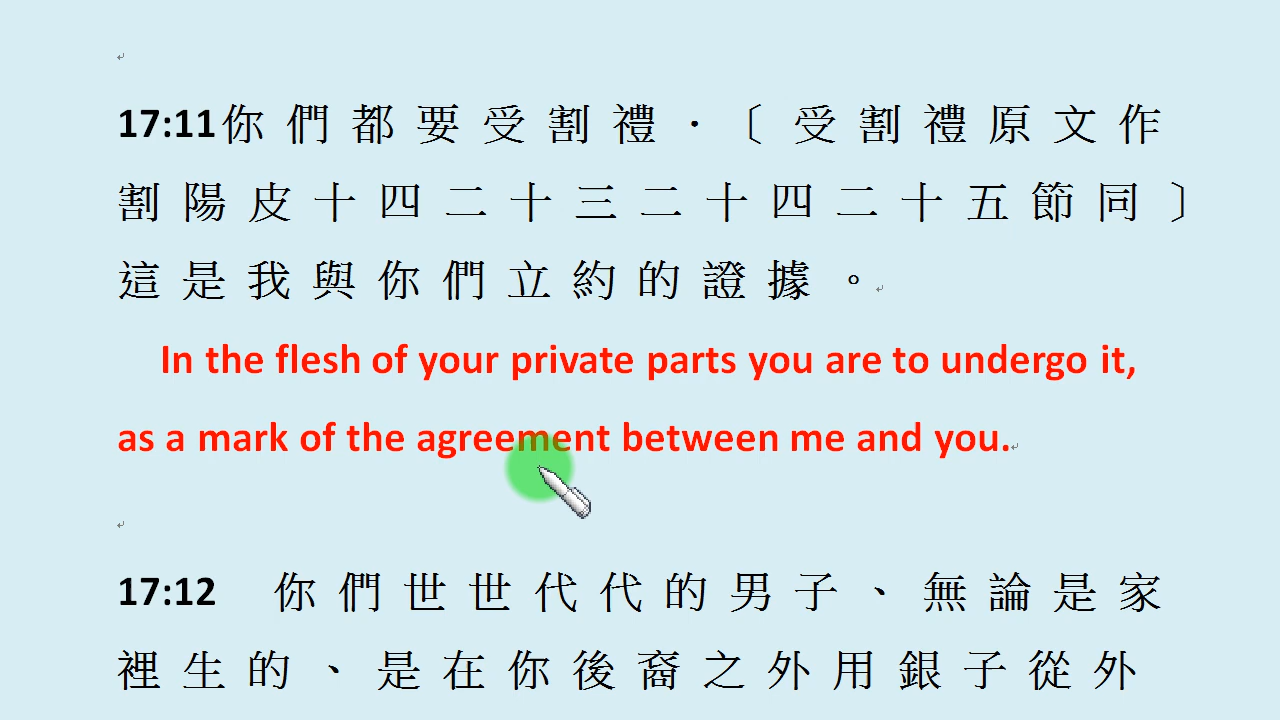 17:11你們都要受割禮．〔受割禮原文作
割陽皮十四二十三二十四二十五節同〕
這是我與你們立約的證據。
In the flesh of your private parts you are to undergo it,
as a mark of the agreement between me and you.
17:12 你們世世代代的男子、無論是家
裡生的、是在你後裔之外用銀子從外